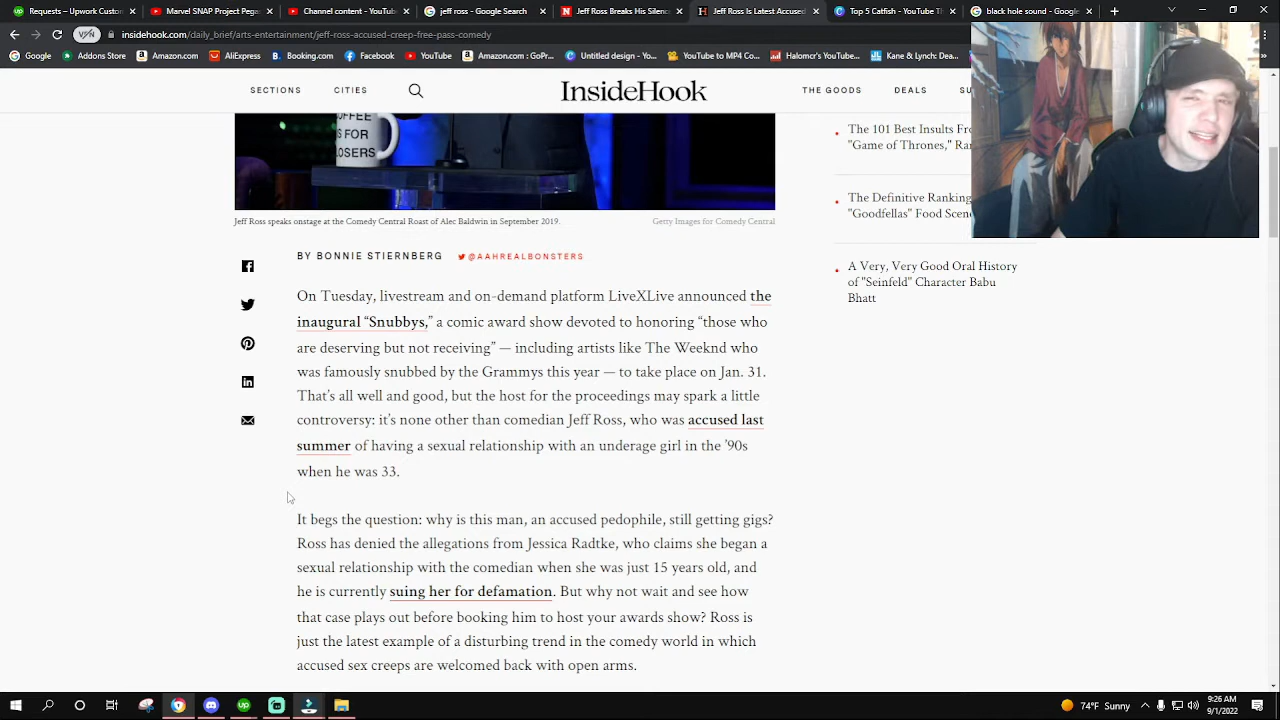 Requests - Upwork Custom
Marvel SNAP Project - Yo
Channel content - YouTub
jeff ross - Google Search
Jeff Ross Breaks His Silenc
Jeff Ross Is Latest Accused
Top 5 Catfish - YouTube Th
black hole png - Google
VPN
insidehook.com/daily_brief/arts-entertainment/jeff-ross-accused-creep-free-pass-comedy
Google
Addons Store
Amazon.com
AliExpress
Booking.com
Facebook
YouTube
Amazon.com : GoPr...
Untitled design - Yo...
YouTube to MP4 Co...
Halomcr's YouTube...
Kane & Lynch: Dea...
SECTIONS
CITIES
InsideHook
THE GOODS
DEALS
SU
COFFEE
IS FOR
LOSERS
Jeff Ross speaks onstage at the Comedy Central Roast of Alec Baldwin in September 2019.
Getty Images for Comedy Central
BY BONNIE STIERNBERG
@AAHREALBONSTERS
On Tuesday, livestream and on-demand platform LiveXLive announced the
inaugural “Snubbys,” a comic award show devoted to honoring “those who
are deserving but not receiving” — including artists like The Weeknd who
was famously snubbed by the Grammys this year — to take place on Jan. 31.
That’s all well and good, but the host for the proceedings may spark a little
controversy: it’s none other than comedian Jeff Ross, who was accused last
summer of having a sexual relationship with an underage girl in the ’90s
when he was 33.
It begs the question: why is this man, an accused pedophile, still getting gigs?
Ross has denied the allegations from Jessica Radtke, who claims she began a
sexual relationship with the comedian when she was just 15 years old, and
he is currently suing her for defamation. But why not wait and see how
that case plays out before booking him to host your awards show? Ross is
just the latest example of a disturbing trend in the comedy world in which
accused sex creeps are welcomed back with open arms.
The 101 Best Insults Fro
"Game of Thrones," Ran
The Definitive Ranking
"Goodfellas" Food Scene
A Very, Very Good Oral History
of "Seinfeld" Character Babu
Bhatt
74°F Sunny
9:26 AM
9/1/2022